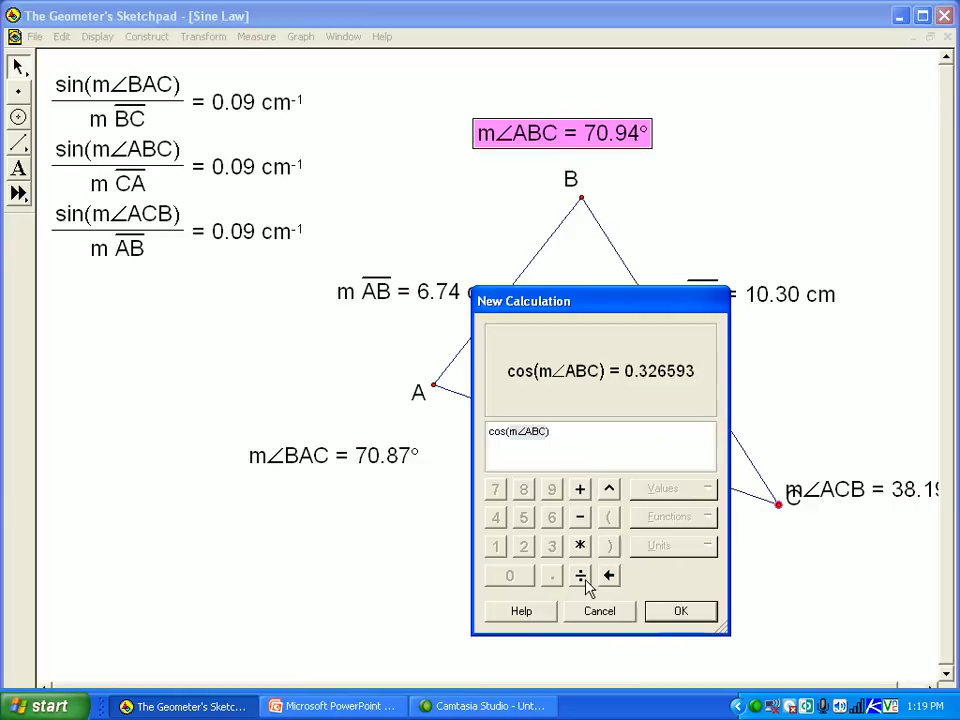 The Geometer's Sketchpad - [Sine Law]
File Edit Display Construct Transform Measure Graph Window Help
sin(m∠BAC)
m BC = 0.09 cm-1
sin(m∠ABC)
m CA = 0.09 cm-1
sin(m∠ACB)
m AB = 0.09 cm-1
m∠ABC = 70.94°
B
m AB = 6.74 c
= 10.30 cm
A
m∠BAC = 70.87°
C
m∠ACB = 38.19
New Calculation
cos(m∠ABC) = 0.326593
cos(m∠ABC)
7 8 9 + ^ Values
4 5 6 - ( Functions
1 2 3 * ) Units
0 . ÷
Help Cancel OK
A
start The Geometer's Sketc... Microsoft PowerPoint ... Camtasia Studio - Unt... 1:19 PM